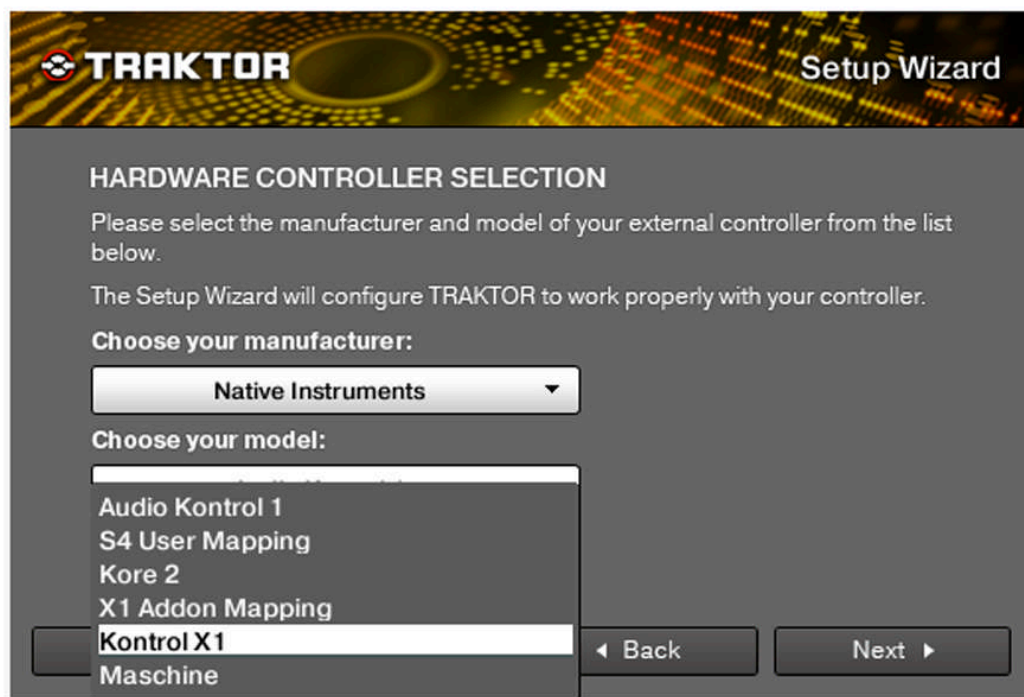 TRAKTOR
Setup Wizard
HARDWARE CONTROLLER SELECTION
Please select the manufacturer and model of your external controller from the list
below.
The Setup Wizard will configure TRAKTOR to work properly with your controller.
Choose your manufacturer:
Native Instruments
Choose your model:
Audio Kontrol 1
S4 User Mapping
Kore 2
X1 Addon Mapping
Kontrol X1
Maschine
Back
Next